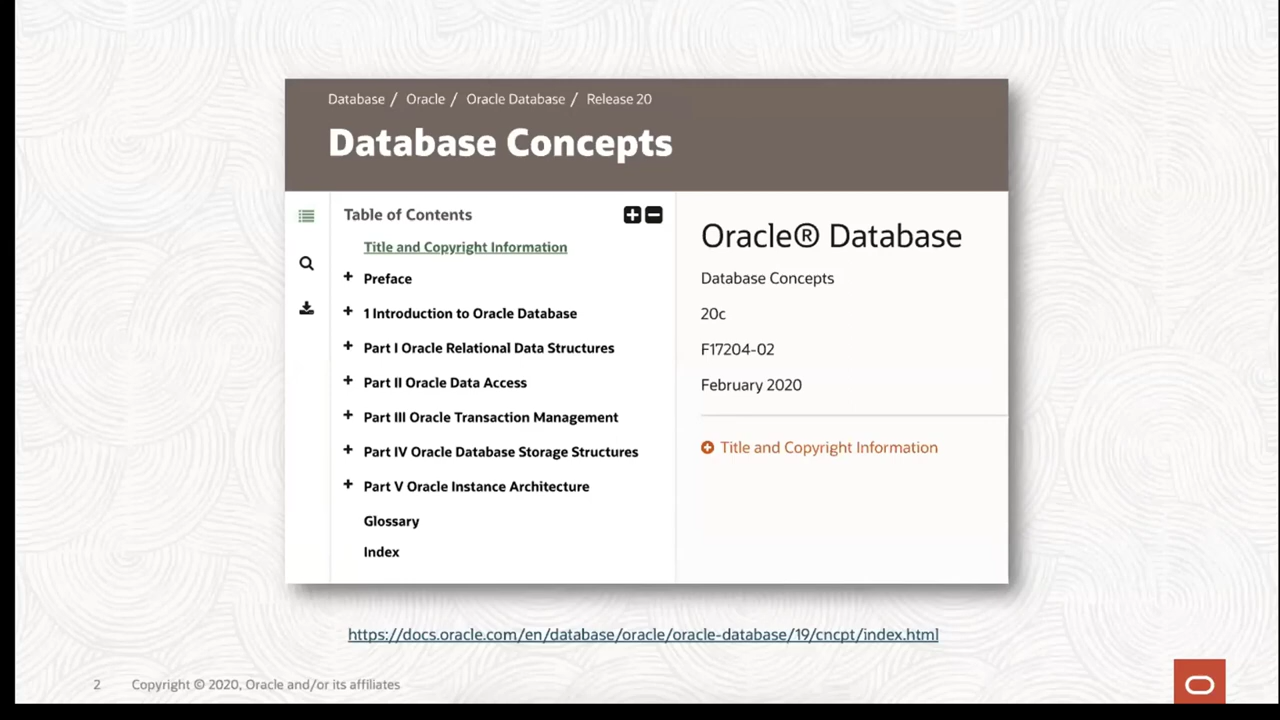 Database / Oracle / Oracle Database / Release 20
Database Concepts
Table of Contents
Title and Copyright Information
Preface
1 Introduction to Oracle Database
Part I Oracle Relational Data Structures
Part II Oracle Data Access
Part III Oracle Transaction Management
Part IV Oracle Database Storage Structures
Part V Oracle Instance Architecture
Glossary
Index
Oracle® Database
Database Concepts
20c
F17204-02
February 2020
Title and Copyright Information
https://docs.oracle.com/en/database/oracle/oracle-database/19/cncpt/index.html
2 Copyright © 2020, Oracle and/or its affiliates